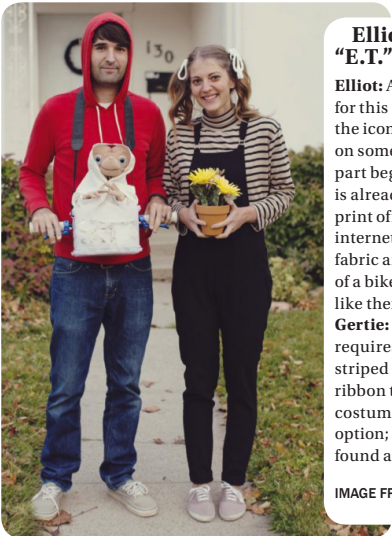 130
Ellio
“E.T.”
Elliot: A
for this
the icon
on some
part beg
is alread
print of
internet
fabric a
of a bike
like the
Gertie:
require
striped
ribbon t
costum
option;
found a
IMAGE FR